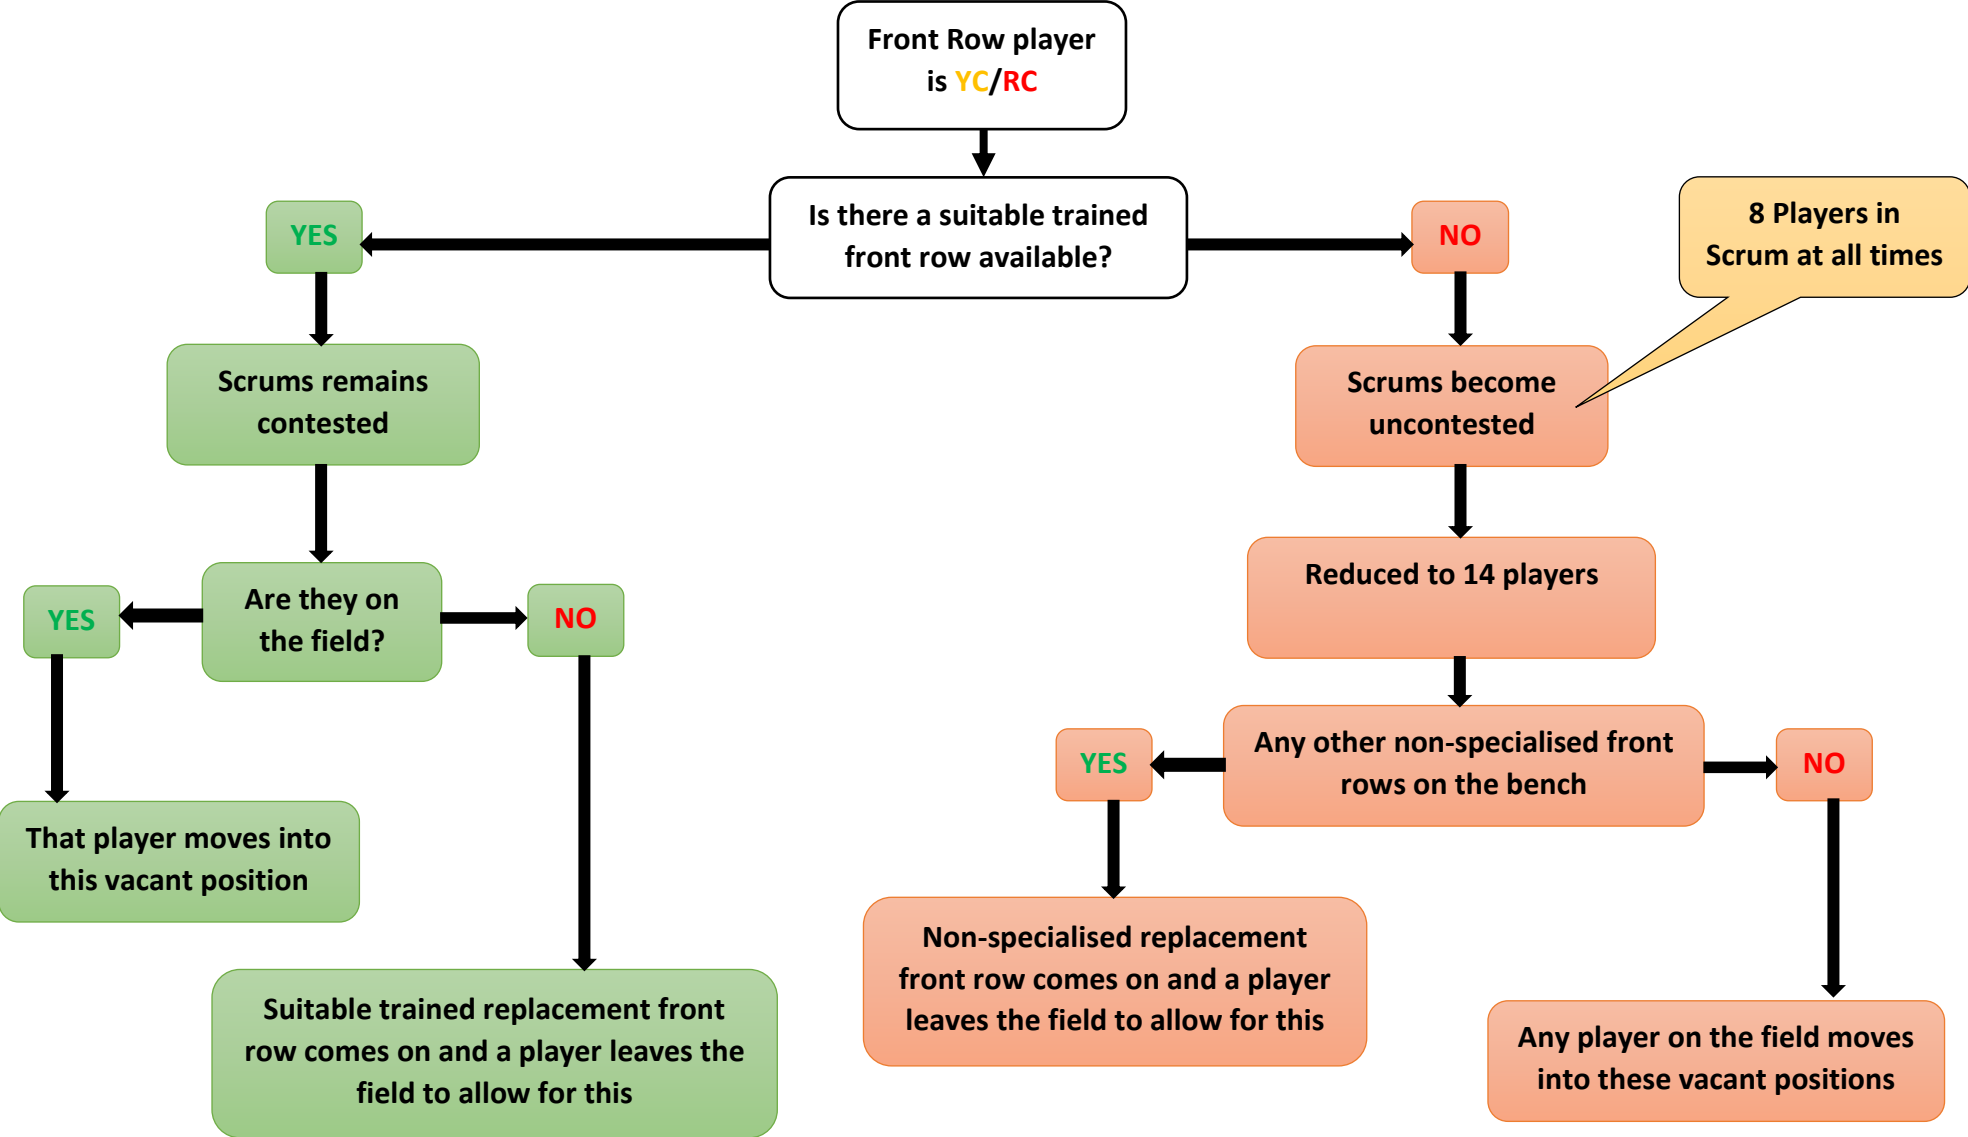 Front Row player
is YC/RC
Is there a suitable trained
front row available?
YES
NO
8 Players in
Scrum at all times
Scrums remains
contested
Scrums become
uncontested
Are they on
the field?
YES
NO
Reduced to 14 players
Any other non-specialised front
rows on the bench
YES
NO
That player moves into
this vacant position
Suitable trained replacement front
row comes on and a player leaves the
field to allow for this
Non-specialised replacement
front row comes on and a player
leaves the field to allow for this
Any player on the field moves
into these vacant positions